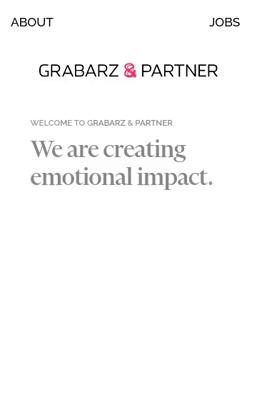 ABOUT JOBS
GRABARZ & PARTNER
WELCOME TO GRABARZ & PARTNER
We are creating
emotional impact.